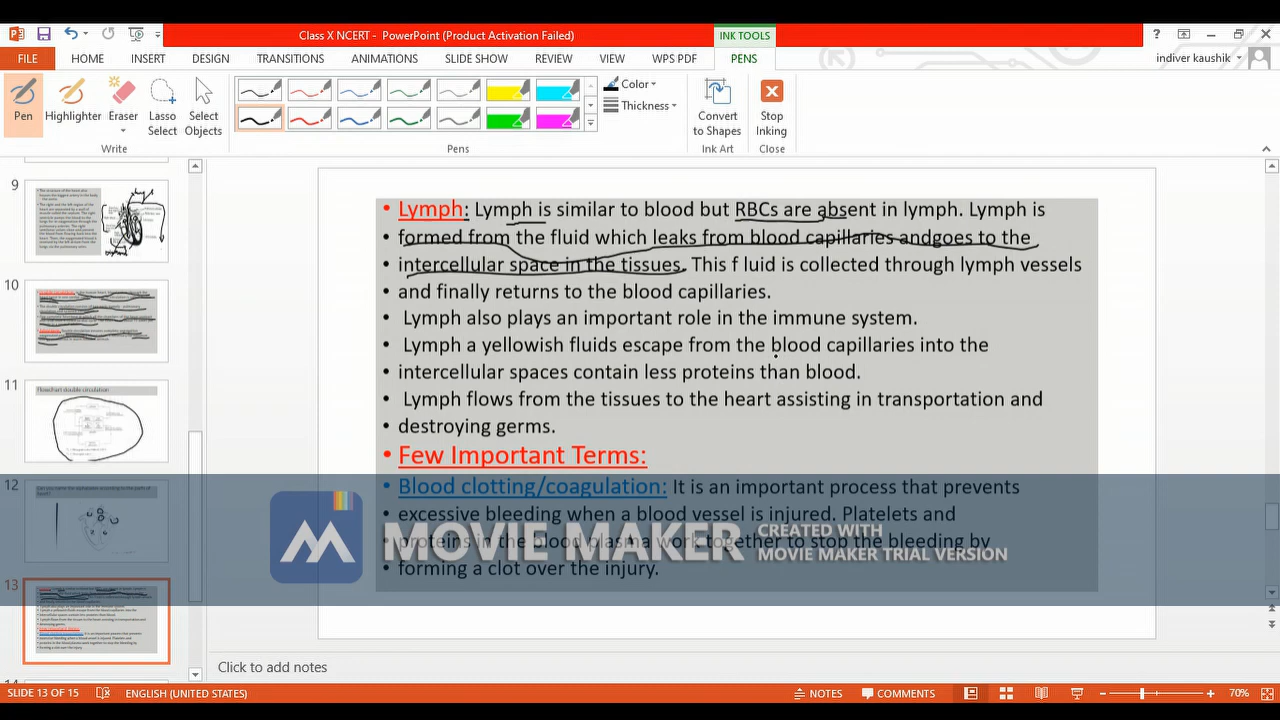 Class X NCERT - PowerPoint (Product Activation Failed)
INK TOOLS
FILE
HOME
INSERT
DESIGN
TRANSITIONS
ANIMATIONS
SLIDE SHOW
REVIEW
VIEW
WPS PDF
PENS
indiver kaushik
Pen
Highlighter
Eraser
Lasso
Select
Select
Objects
Color
Thickness
Convert
to Shapes
Stop
Inking
Write
Pens
Ink Art
Close
9
10
11
Flowchart double circulation
12
13
• Lymph: Lymph is similar to blood but RBCs are absent in lymph. Lymph is
• formed from the fluid which leaks from blood capillaries andgoes to the
• intercellular space in the tissues. This f luid is collected through lymph vessels
• and finally returns to the blood capillaries.
• Lymph also plays an important role in the immune system.
• Lymph a yellowish fluids escape from the blood capillaries into the
• intercellular spaces contain less proteins than blood.
• Lymph flows from the tissues to the heart assisting in transportation and
• destroying germs.
• Few Important Terms:
• Blood clotting/coagulation: It is an important process that prevents
• excessive bleeding when a blood vessel is injured. Platelets and
• proteins in the blood plasma work together to stop the bleeding by
• forming a clot over the injury.
MOVIE MAKER
CREATED WITH
MOVIE MAKER TRIAL VERSION
Click to add notes
SLIDE 13 OF 15
ENGLISH (UNITED STATES)
NOTES
COMMENTS
70%